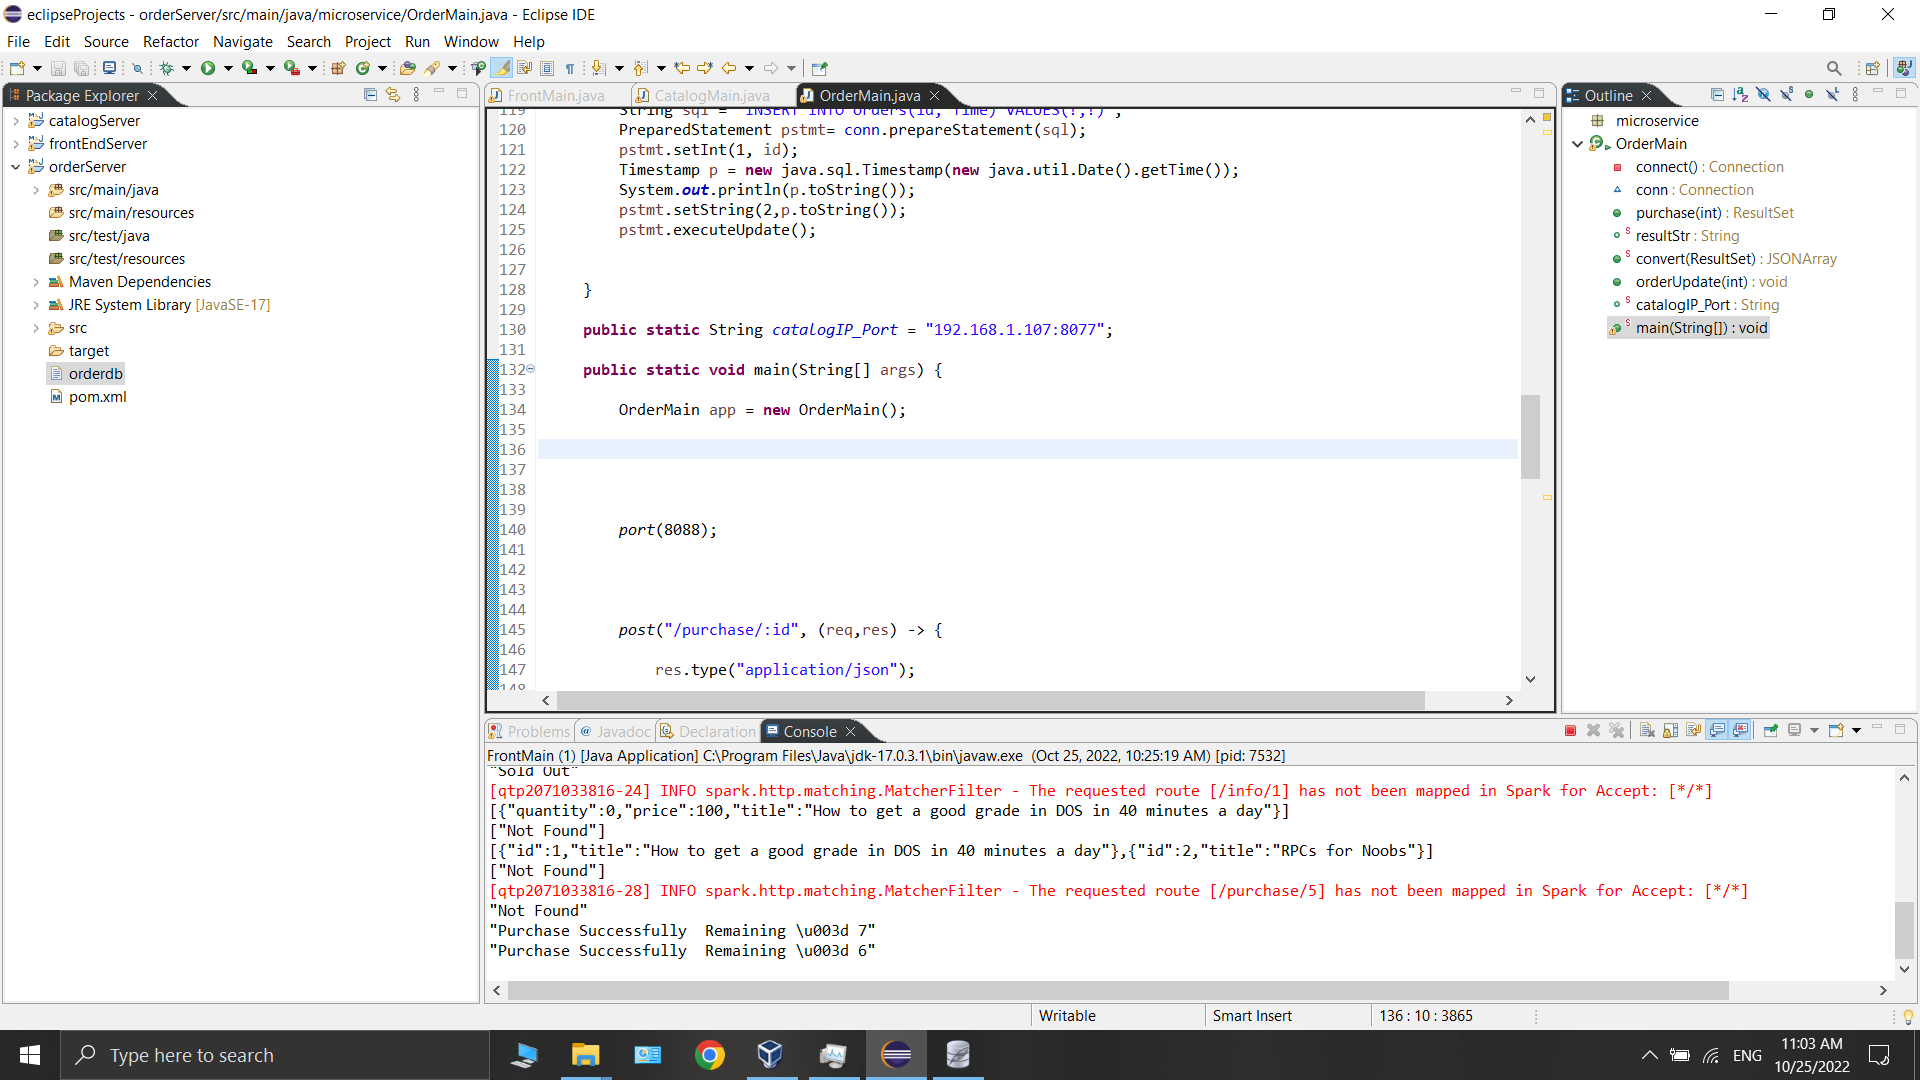 eclipseProjects - orderServer/src/main/java/microservice/OrderMain.java - Eclipse IDE
File Edit Source Refactor Navigate Search Project Run Window Help
Package Explorer
catalogServer
frontEndServer
orderServer
src/main/java
src/main/resources
src/test/java
src/test/resources
Maven Dependencies
JRE System Library [JavaSE-17]
src
target
orderdb
pom.xml
FrontMain.java CatalogMain.java OrderMain.java
119 String sql = "INSERT INTO orders(id, Time) VALUES(?,?)";
120 PreparedStatement pstmt= conn.prepareStatement(sql);
121 pstmt.setInt(1, id);
122 Timestamp p = new java.sql.Timestamp(new java.util.Date().getTime());
123 System.out.println(p.toString());
124 pstmt.setString(2,p.toString());
125 pstmt.executeUpdate();
126
127
128 }
129
130 public static String catalogIP_Port = "192.168.1.107:8077";
131
132 public static void main(String[] args) {
133
134 OrderMain app = new OrderMain();
135
136
137
138
139
140 port(8088);
141
142
143
144
145 post("/purchase/:id", (req,res) -> {
146
147 res.type("application/json");
148
Outline
microservice
OrderMain
connect() : Connection
conn : Connection
purchase(int) : ResultSet
resultStr : String
convert(ResultSet) : JSONArray
orderUpdate(int) : void
catalogIP_Port : String
main(String[]) : void
Problems Javadoc Declaration Console
FrontMain (1) [Java Application] C:\Program Files\Java\jdk-17.0.3.1\bin\javaw.exe (Oct 25, 2022, 10:25:19 AM) [pid: 7532]
"Sold Out"
[qtp2071033816-24] INFO spark.http.matching.MatcherFilter - The requested route [/info/1] has not been mapped in Spark for Accept: [*/*]
[{"quantity":0,"price":100,"title":"How to get a good grade in DOS in 40 minutes a day"}]
["Not Found"]
[{"id":1,"title":"How to get a good grade in DOS in 40 minutes a day"},{"id":2,"title":"RPCs for Noobs"}]
["Not Found"]
[qtp2071033816-28] INFO spark.http.matching.MatcherFilter - The requested route [/purchase/5] has not been mapped in Spark for Accept: [*/*]
"Not Found"
"Purchase Successfully  Remaining \u003d 7"
"Purchase Successfully  Remaining \u003d 6"
Writable Smart Insert 136 : 10 : 3865
Type here to search
ENG
11:03 AM
10/25/2022